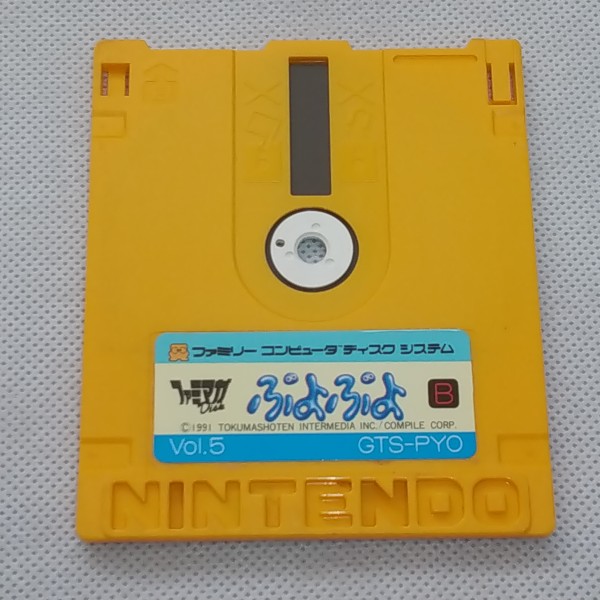 ファミリー コンピュータ ディスク システム
ファミマガ
Disk
ぷよぷよ
B
©1991 TOKUMASHOTEN INTERMEDIA INC./COMPILE CORP.
Vol.5
GTS-PYO
NINTENDO